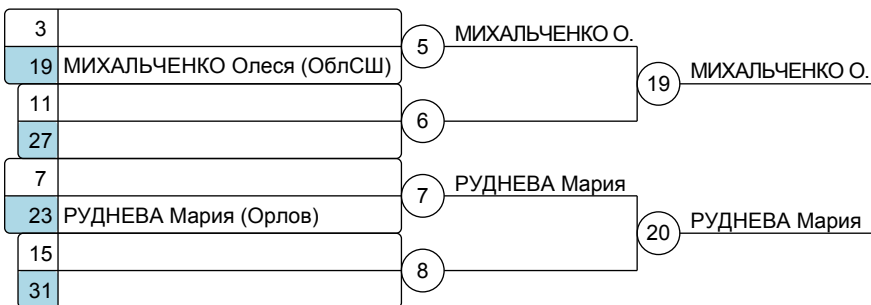 3
5 МИХАЛЬЧЕНКО О.
19 МИХАЛЬЧЕНКО Олеся (ОблСШ)
19 МИХАЛЬЧЕНКО О.
11
6
27
7
7 РУДНЕВА Мария
23 РУДНЕВА Мария (Орлов)
20 РУДНЕВА Мария
15
8
31